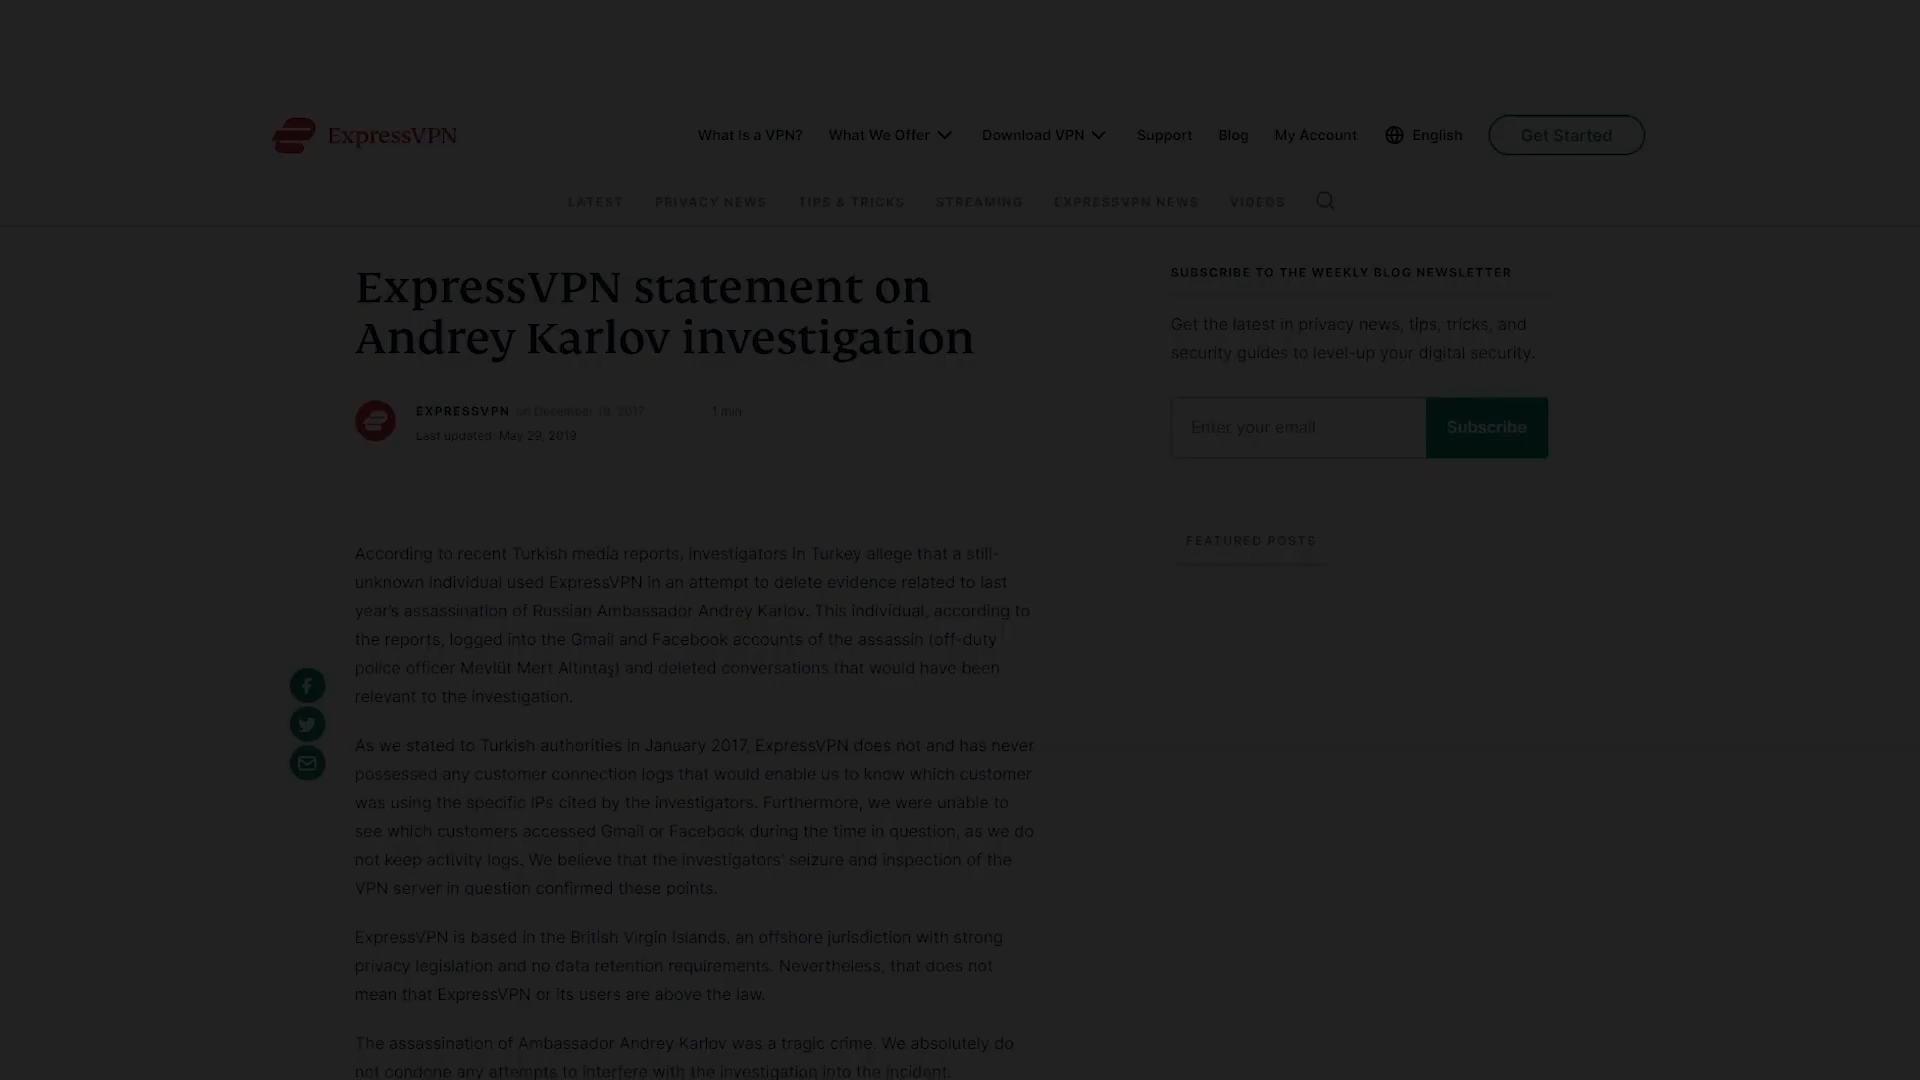 ExpressVPN
What Is a VPN? What We Offer Download VPN Support Blog My Account English Get Started
LATEST PRIVACY NEWS TIPS & TRICKS STREAMING EXPRESSVPN NEWS VIDEOS
ExpressVPN statement on
Andrey Karlov investigation
EXPRESSVPN on December 19, 2017 1 min
Last updated: May 29, 2019
According to recent Turkish media reports, investigators in Turkey allege that a still-
unknown individual used ExpressVPN in an attempt to delete evidence related to last
year's assassination of Russian Ambassador Andrey Karlov. This individual, according to
the reports, logged into the Gmail and Facebook accounts of the assassin (off-duty
police officer Mevlüt Mert Altıntaş) and deleted conversations that would have been
relevant to the investigation.
As we stated to Turkish authorities in January 2017, ExpressVPN does not and has never
possessed any customer connection logs that would enable us to know which customer
was using the specific IPs cited by the investigators. Furthermore, we were unable to
see which customers accessed Gmail or Facebook during the time in question, as we do
not keep activity logs. We believe that the investigators' seizure and inspection of the
VPN server in question confirmed these points.
ExpressVPN is based in the British Virgin Islands, an offshore jurisdiction with strong
privacy legislation and no data retention requirements. Nevertheless, that does not
mean that ExpressVPN or its users are above the law.
The assassination of Ambassador Andrey Karlov was a tragic crime. We absolutely do
not condone any attempts to interfere with the investigation into the incident.
SUBSCRIBE TO THE WEEKLY BLOG NEWSLETTER
Get the latest in privacy news, tips, tricks, and
security guides to level-up your digital security.
Enter your email Subscribe
FEATURED POSTS